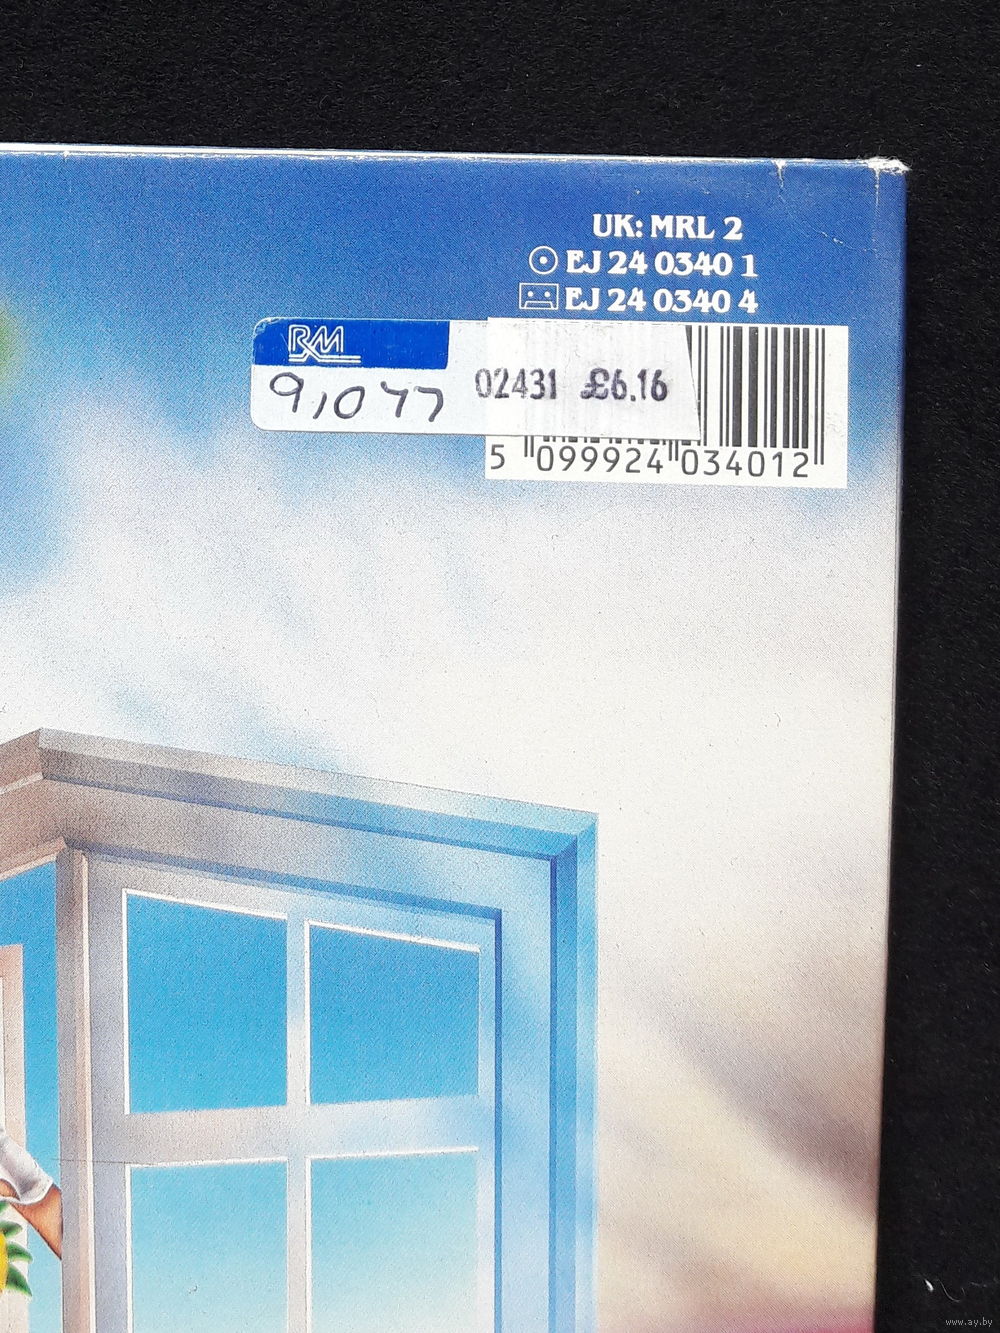 UK: MRL 2
EJ 24 0340 1
EJ 24 0340 4
RM
02431 £6.16
9,077
5 099924 034012
www.ay.by